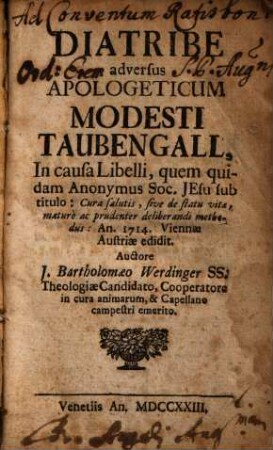 Ad Conventum Ratisbon
DIATRIBE
Ord: Erem adversus S. P. Aug
APOLOGETICUM
MODESTI
TAUBENGALL,
In causa Libelli, quem qui-
dam Anonymus Soc. JEsu sub
titulo: Cura salutis, sive de statu vitæ,
maturè ac prudenter deliberandi metho-
dus: An. 1714. Viennæ
Austriæ edidit.
Auctore
J. Bartholomæo Werdinger SS.
Theologiæ Candidato, Cooperatore
in cura animarum, & Capellano
campestri emerito.
Venetiis An. MDCCXXIII.